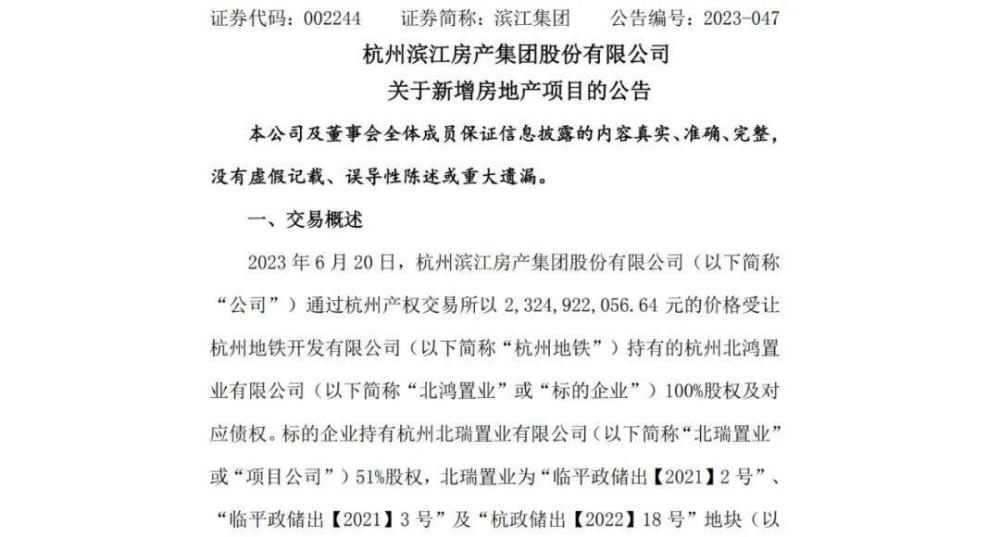 证券代码：002244 证券简称：滨江集团 公告编号：2023-047
杭州滨江房产集团股份有限公司
关于新增房地产项目的公告
本公司及董事会全体成员保证信息披露的内容真实、准确、完整，
没有虚假记载、误导性陈述或重大遗漏。
一、交易概述
2023 年 6 月 20 日，杭州滨江房产集团股份有限公司（以下简称
“公司”）通过杭州产权交易所以 2,324,922,056.64 元的价格受让
杭州地铁开发有限公司（以下简称“杭州地铁”）持有的杭州北鸿置
业有限公司（以下简称“北鸿置业”或“标的企业”）100%股权及对
应债权。标的企业持有杭州北瑞置业有限公司（以下简称“北瑞置业”
或“项目公司”）51%股权，北瑞置业为“临平政储出【2021】2 号”、
“临平政储出【2021】3 号”及“杭政储出【2022】18 号”地块（以